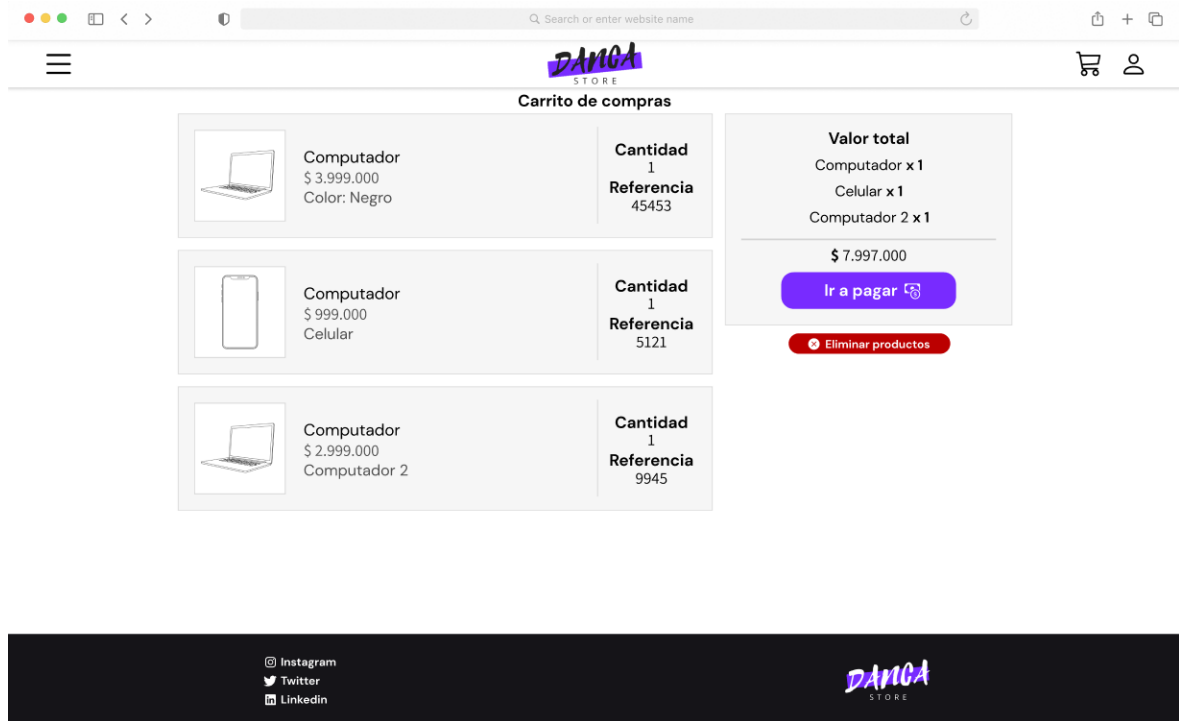 Search or enter website name
DANCA
STORE
Carrito de compras
Computador
$ 3.999.000
Color: Negro
Cantidad
1
Referencia
45453
Computador
$ 999.000
Celular
Cantidad
1
Referencia
5121
Computador
$ 2.999.000
Computador 2
Cantidad
1
Referencia
9945
Valor total
Computador x 1
Celular x 1
Computador 2 x 1
$ 7.997.000
Ir a pagar
Eliminar productos
Instagram
Twitter
Linkedin
DANCA
STORE